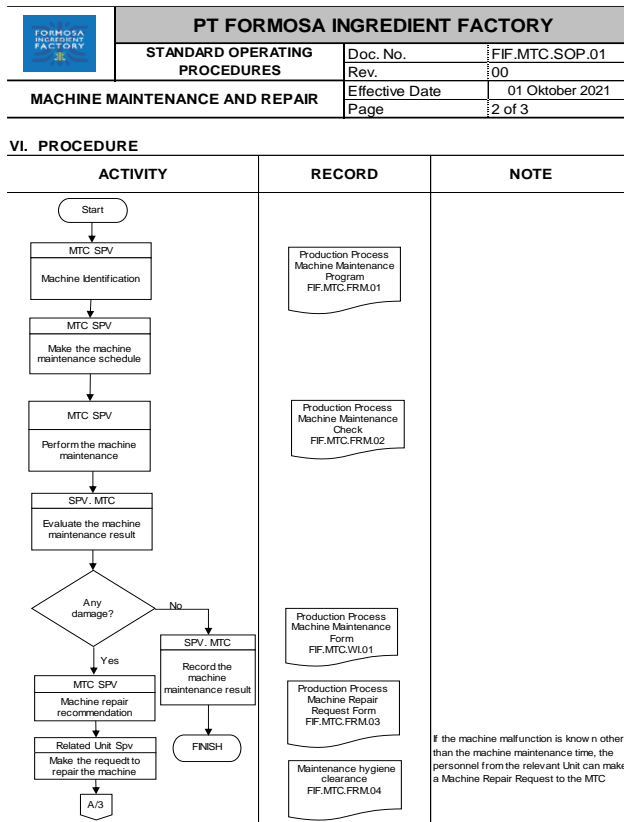 FORMOSA
INGREDIENT
FACTORY
PT FORMOSA INGREDIENT FACTORY
STANDARD OPERATING
PROCEDURES
Doc. No.
FIF.MTC.SOP.01
Rev.
00
MACHINE MAINTENANCE AND REPAIR
Effective Date
01 Oktober 2021
Page
2 of 3
VI. PROCEDURE
ACTIVITY
RECORD
NOTE
Start
MTC SPV
Machine Identification
Production Process
Machine Maintenance
Program
FIF.MTC.FRM.01
MTC SPV
Make the machine
maintenance schedule
MTC SPV
Perform the machine
maintenance
Production Process
Machine Maintenance
Check
FIF.MTC.FRM.02
SPV. MTC
Evaluate the machine
maintenance result
Any
damage?
No
Yes
SPV. MTC
Record the
maintenance result
FINISH
Production Process
Machine Maintenance
Form
FIF.MTC.WI.01
MTC SPV
Machine repair
recommendation
Production Process
Machine Repair
Request Form
FIF.MTC.FRM.03
Related Unit Spv
Make the requedt to
repair the machine
A/3
Maintenance hygiene
clearance
FIF.MTC.FRM.04
If the machine malfunction is know n other
than the machine maintenance time, the
personnel from the relevant Unit can make
a Machine Repair Request to the MTC